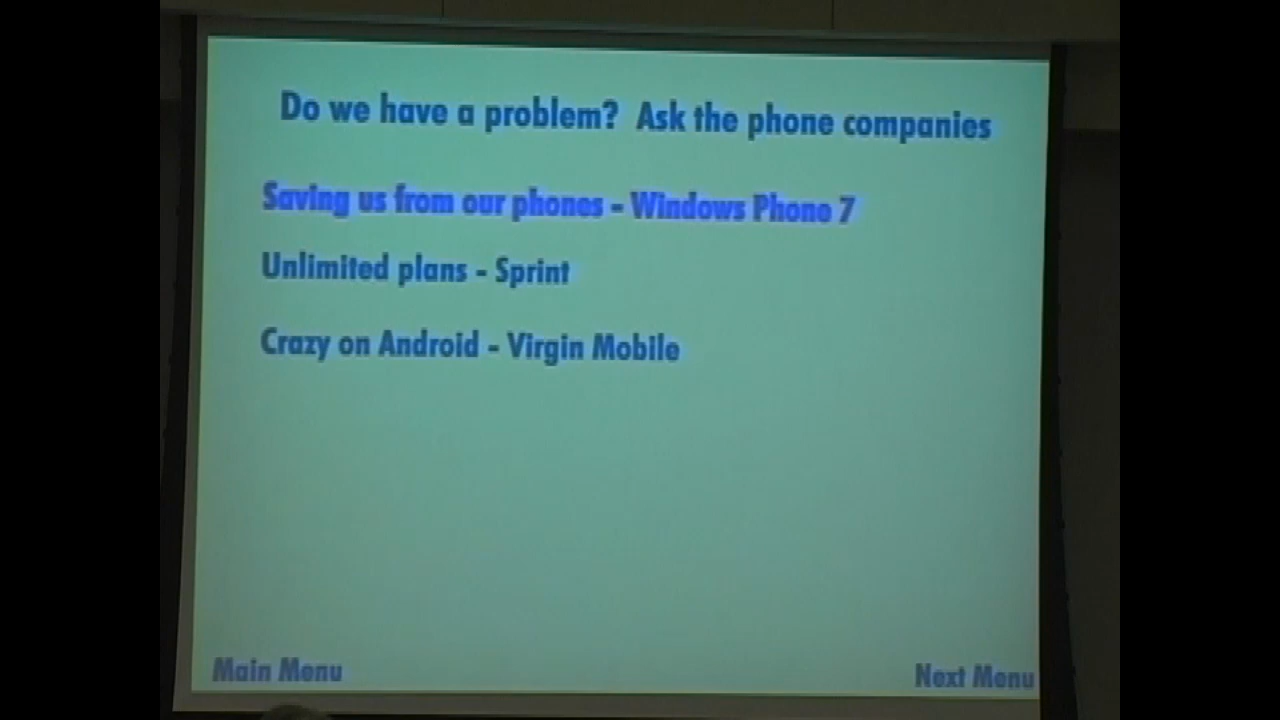 Do we have a problem? Ask the phone companies
Saving us from our phones - Windows Phone 7
Unlimited plans - Sprint
Crazy on Android - Virgin Mobile
Main Menu
Next Menu